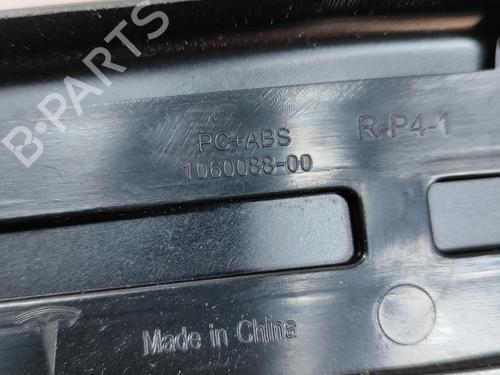 B-PARTS
PC+ABS
R-P4-1
1060088-00
Made in China